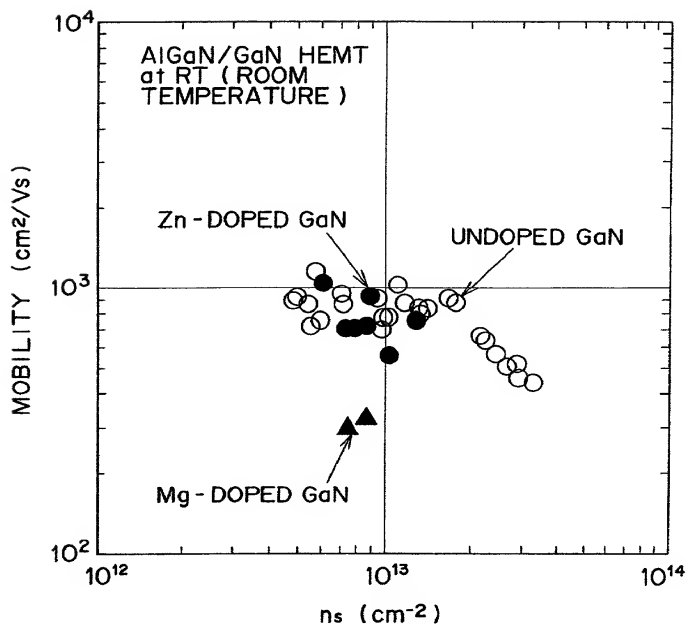 10⁴
AlGaN/GaN HEMT
at RT (ROOM
TEMPERATURE)
Zn-DOPED GaN
UNDOPED GaN
10³
MOBILITY (cm2/Vs)
Mg-DOPED GaN
10²
10¹² 10¹³ 10¹⁴
ns (cm-2)